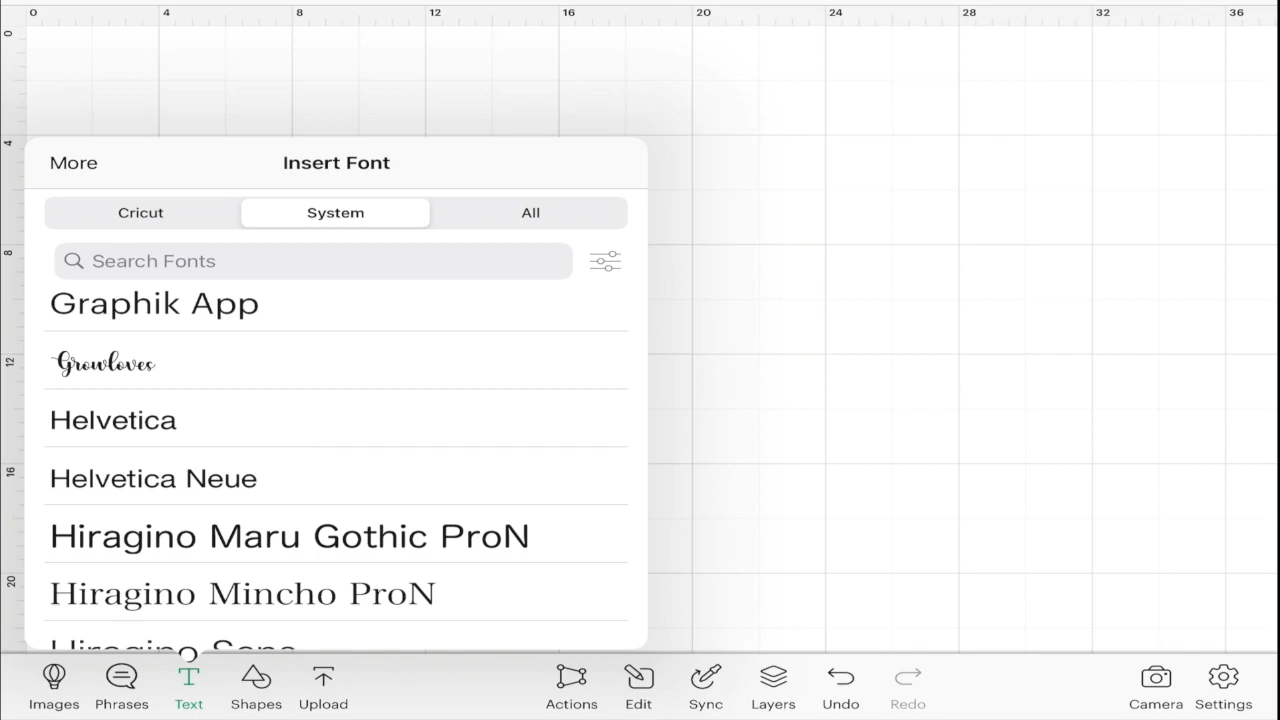 0 4 8 12 16 20 24 28 32 36
0
4
8
12
16
20
More Insert Font
Cricut System All
Search Fonts
Graphik App
Growloves
Helvetica
Helvetica Neue
Hiragino Maru Gothic ProN
Hiragino Mincho ProN
Hiragino Sans
Images Phrases Text Shapes Upload Actions Edit Sync Layers Undo Redo Camera Settings